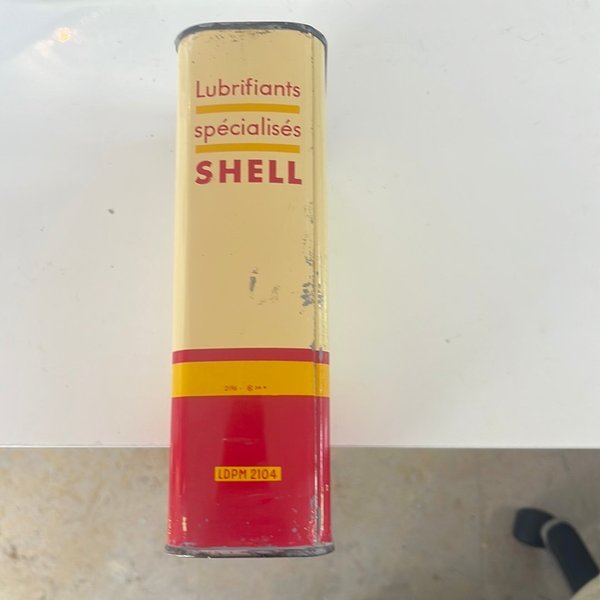 Lubrifiants
spécialisés
SHELL
LDPM 2104